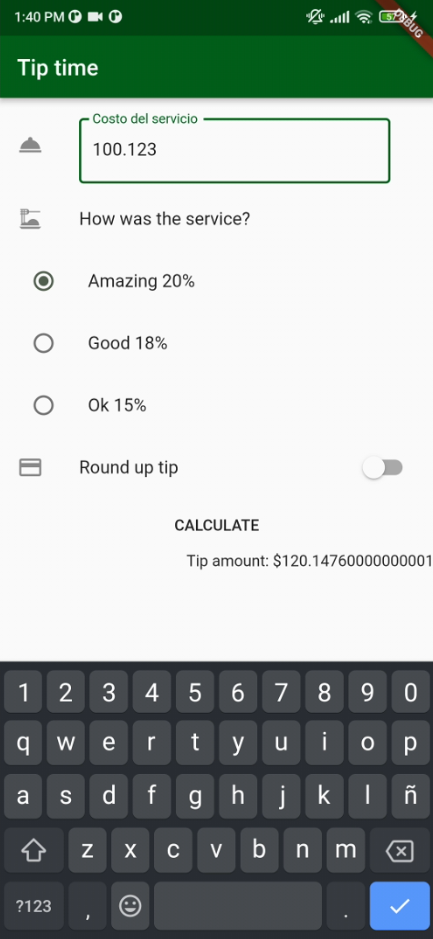 1:40 PM
57
DEBUG
Tip time
Costo del servicio
100.123
How was the service?
Amazing 20%
Good 18%
Ok 15%
Round up tip
CALCULATE
Tip amount: $120.14760000000001
1 2 3 4 5 6 7 8 9 0
q w e r t y u i o p
a s d f g h j k l ñ
z x c v b n m
?123 , .